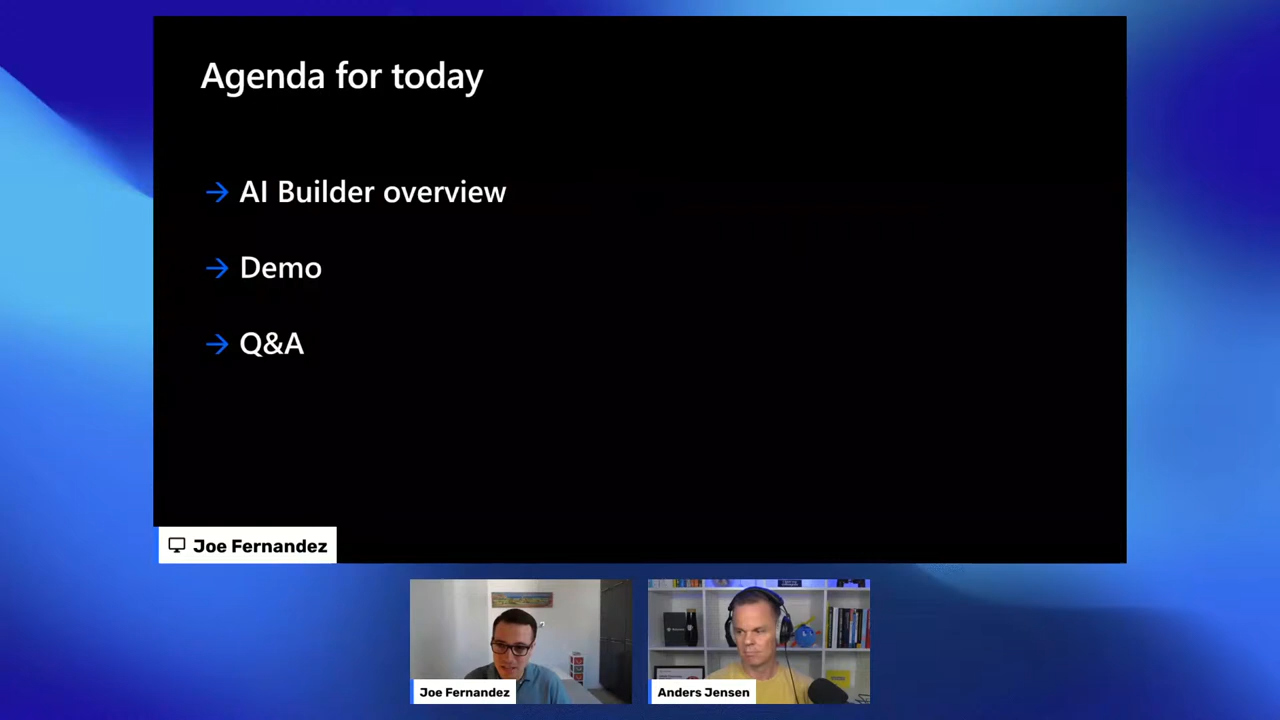 Agenda for today
→ AI Builder overview
→ Demo
→ Q&A
Joe Fernandez
Joe Fernandez
Anders Jensen